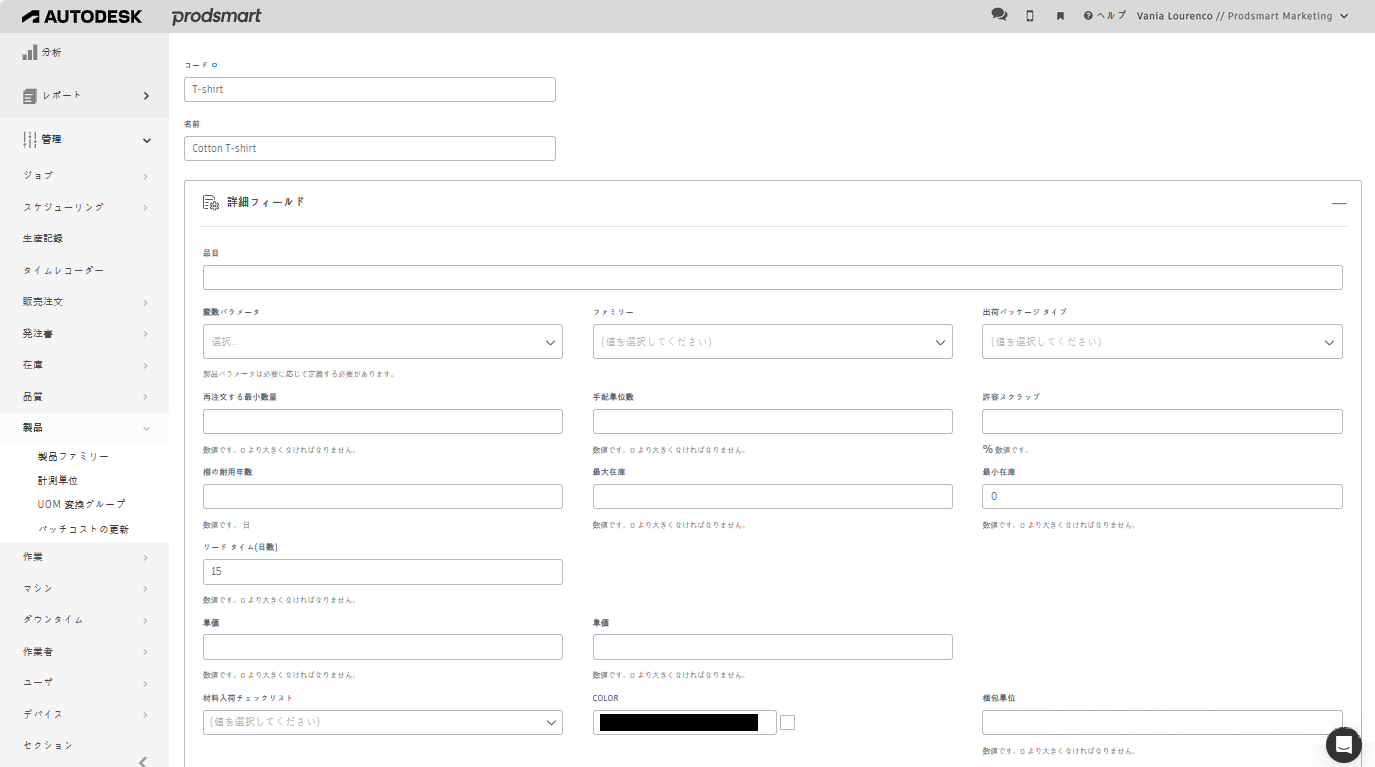 AUTODESK prodsmart ヘルプ Vania Lourenco // Prodsmart Marketing
分析
レポート
管理
ジョブ
スケジューリング
生産記録
タイムレコーダー
販売注文
発注書
在庫
品質
製品
製品ファミリー
計測単位
UOM 変換グループ
バッチコストの更新
作業
マシン
ダウンタイム
作業者
ユーザ
デバイス
セクション
コード
T-shirt
名前
Cotton T-shirt
詳細フィールド
品目
変数パラメータ ファミリー 出荷パッケージ タイプ
選択... (値を選択してください) (値を選択してください)
製品パラメータは必要に応じて定義する必要があります。
再注文する最小数量 手配単位数 許容スクラップ
数値です。0 より大きくなければなりません。 数値です。0 より大きくなければなりません。 % 数値です。
棚の耐用年数 最大在庫 最小在庫
0
数値です。 日 数値です。0 より大きくなければなりません。 数値です。0 より大きくなければなりません。
リード タイム(日数)
15
数値です。0 より大きくなければなりません。
単価 単価
数値です。0 より大きくなければなりません。 数値です。0 より大きくなければなりません。
材料入荷チェックリスト COLOR 梱包単位
(値を選択してください)
数値です。0 より大きくなければなりません。